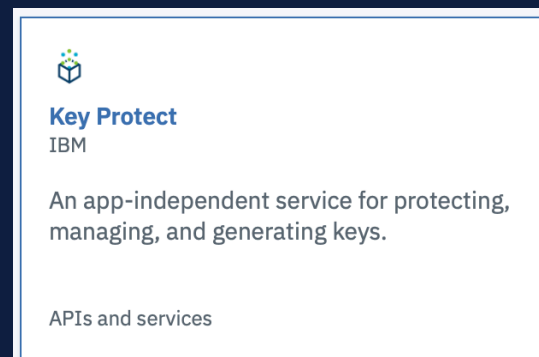 Key Protect
IBM
An app-independent service for protecting,
managing, and generating keys.
APIs and services